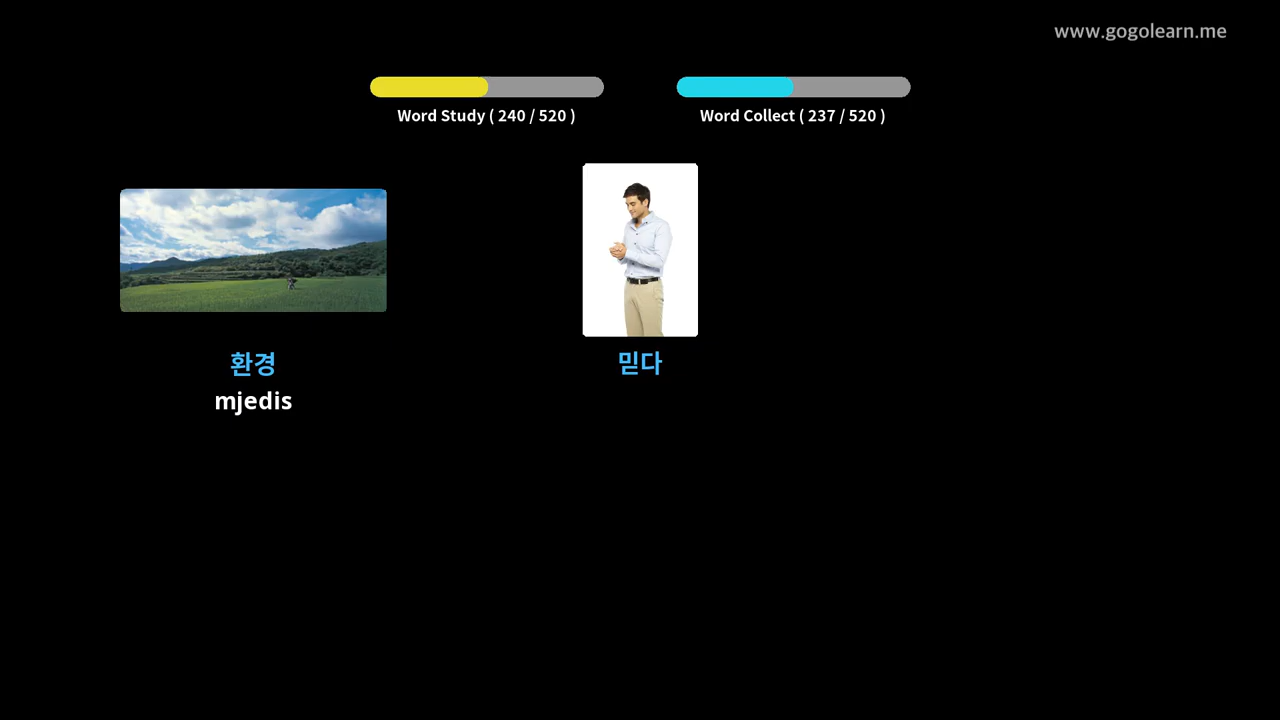 www.gogolearn.me
Word Study ( 240 / 520 )
Word Collect ( 237 / 520 )
환경
mjedis
믿다